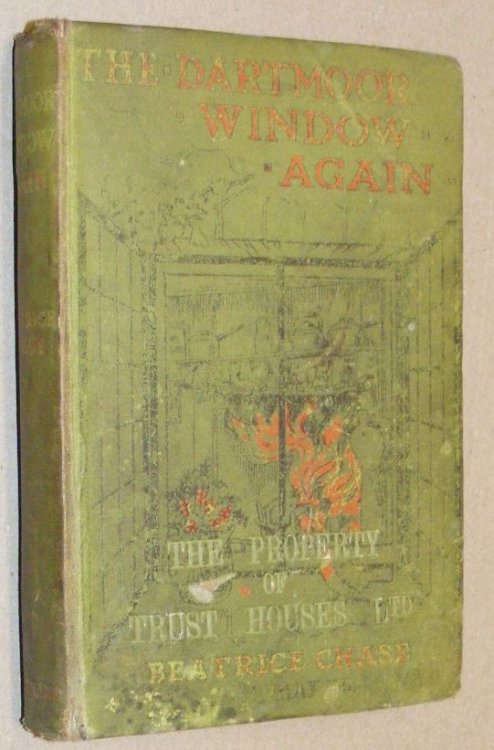 THE·DARTMOOR
WINDOW
·AGAIN
THE PROPERTY
OF
TRUST HOUSES LTD
BEATRICE CHASE